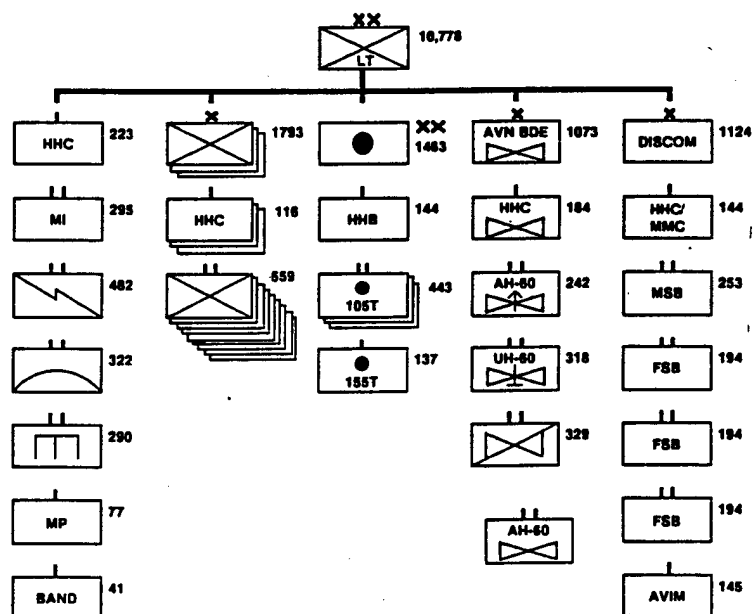 XX
10,778
LT
HHC
223
X
1793
XX
1463
X
AVN BDE
1073
X
DISCOM
1124
MI
295
HHC
116
HHB
144
HHC
184
HHC/
MMC
144
482
559
105T
443
AH-60
242
MSB
253
322
155T
137
UH-60
318
FSB
194
290
329
FSB
194
MP
77
AH-60
FSB
194
BAND
41
AVIM
145